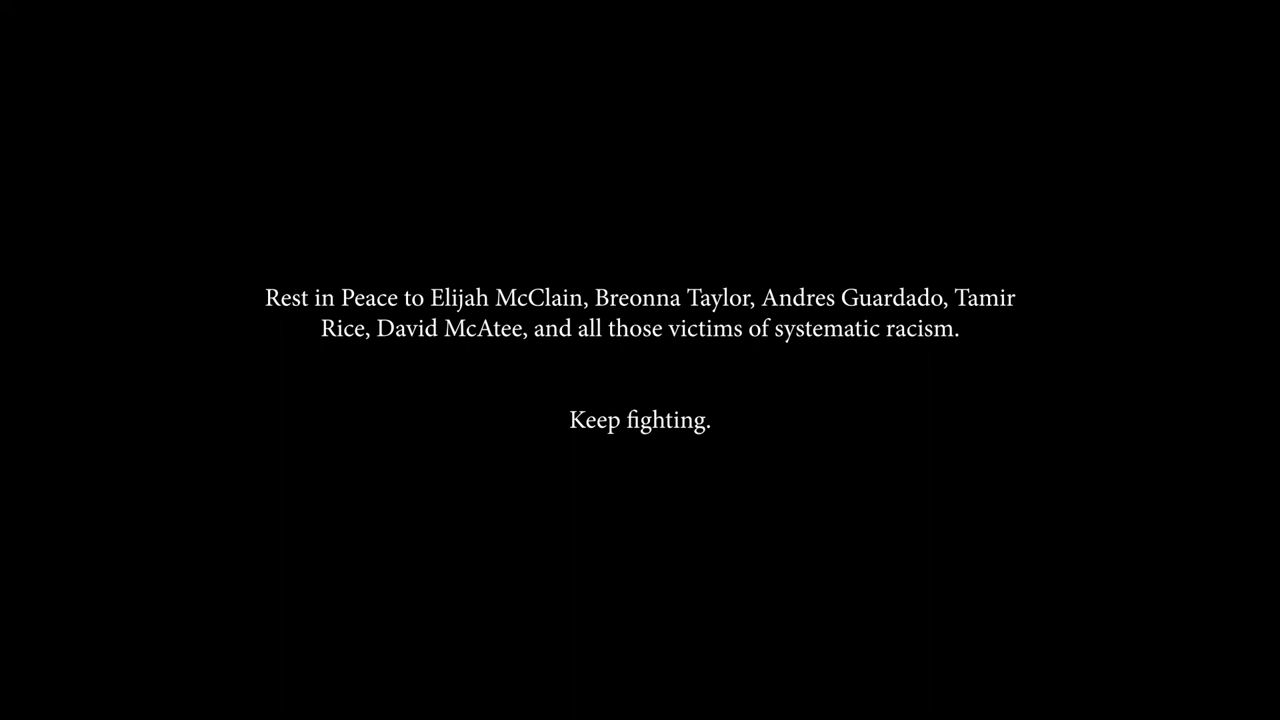 Rest in Peace to Elijah McClain, Breonna Taylor, Andres Guardado, Tamir
Rice, David McAtee, and all those victims of systematic racism.
Keep fighting.